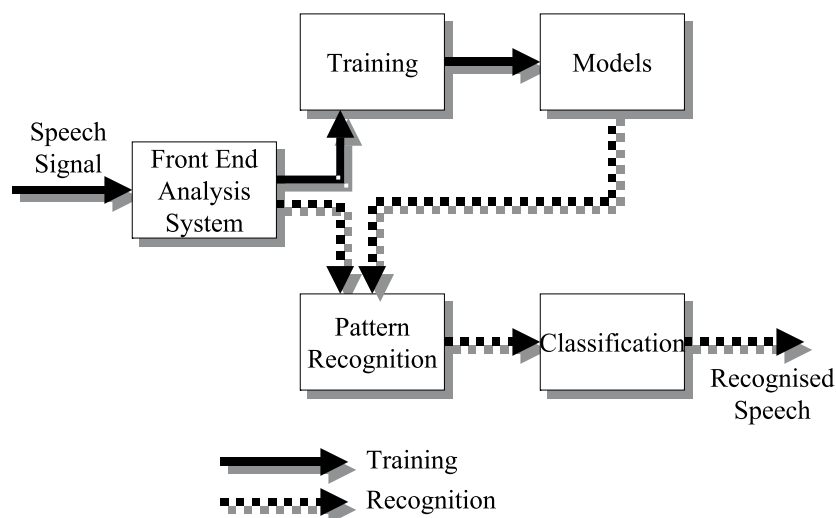 Training
Models
Speech
Signal
Front End
Analysis
System
Pattern
Recognition
Classification
Recognised
Speech
Training
Recognition